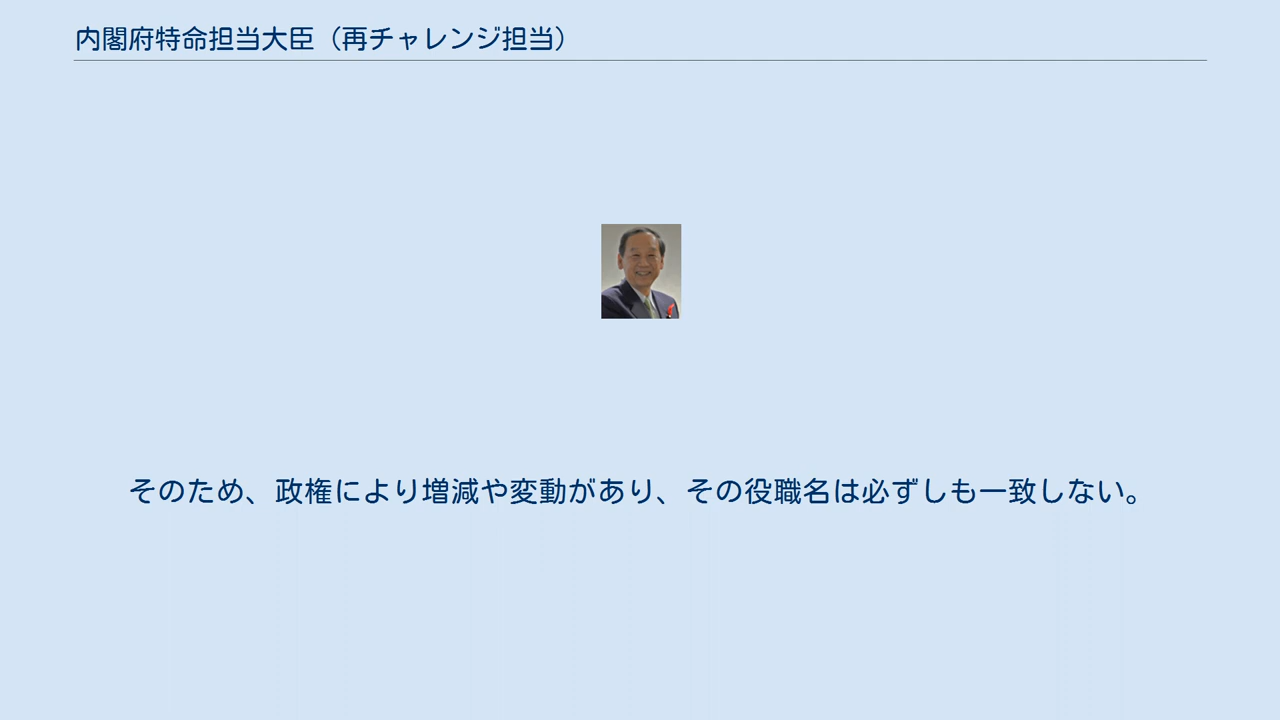 内閣府特命担当大臣（再チャレンジ担当）
そのため、政権により増減や変動があり、その役職名は必ずしも一致しない。